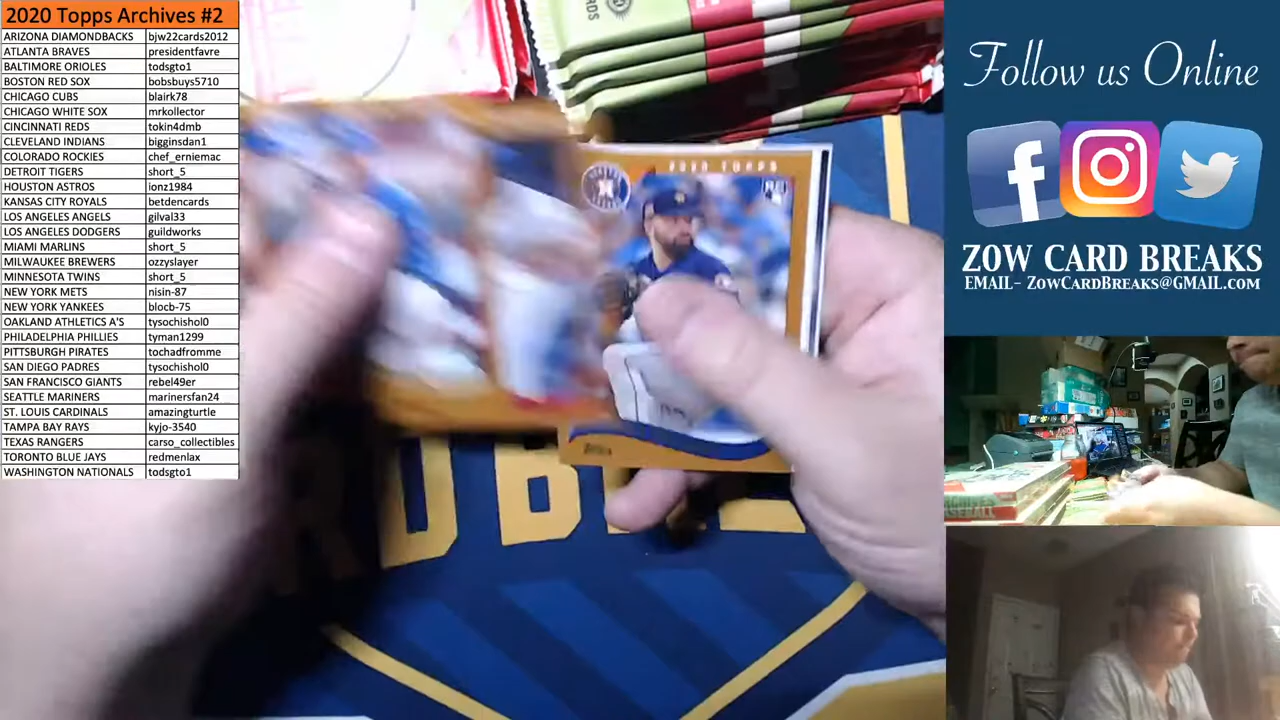 2020 Topps Archives #2
ARIZONA DIAMONDBACKS bjw22cards2012
ATLANTA BRAVES presidentfavre
BALTIMORE ORIOLES todsgto1
BOSTON RED SOX bobsbuys5710
CHICAGO CUBS blairk78
CHICAGO WHITE SOX mrkollector
CINCINNATI REDS tokin4dmb
CLEVELAND INDIANS bigginsdan1
COLORADO ROCKIES chef_erniemac
DETROIT TIGERS short_5
HOUSTON ASTROS ionz1984
KANSAS CITY ROYALS betdencards
LOS ANGELES ANGELS gilval33
LOS ANGELES DODGERS guildworks
MIAMI MARLINS short_5
MILWAUKEE BREWERS ozzyslayer
MINNESOTA TWINS short_5
NEW YORK METS nisin-87
NEW YORK YANKEES blocb-75
OAKLAND ATHLETICS A'S tysochishol0
PHILADELPHIA PHILLIES tyman1299
PITTSBURGH PIRATES tochadfromme
SAN DIEGO PADRES tysochishol0
SAN FRANCISCO GIANTS rebel49er
SEATTLE MARINERS marinersfan24
ST. LOUIS CARDINALS amazingturtle
TAMPA BAY RAYS kyjo-3540
TEXAS RANGERS carso_collectibles
TORONTO BLUE JAYS redmenlax
WASHINGTON NATIONALS todsgto1
2020 TOPPS
Follow us Online
ZOW CARD BREAKS
EMAIL- ZOWCARDBREAKS@GMAIL.COM